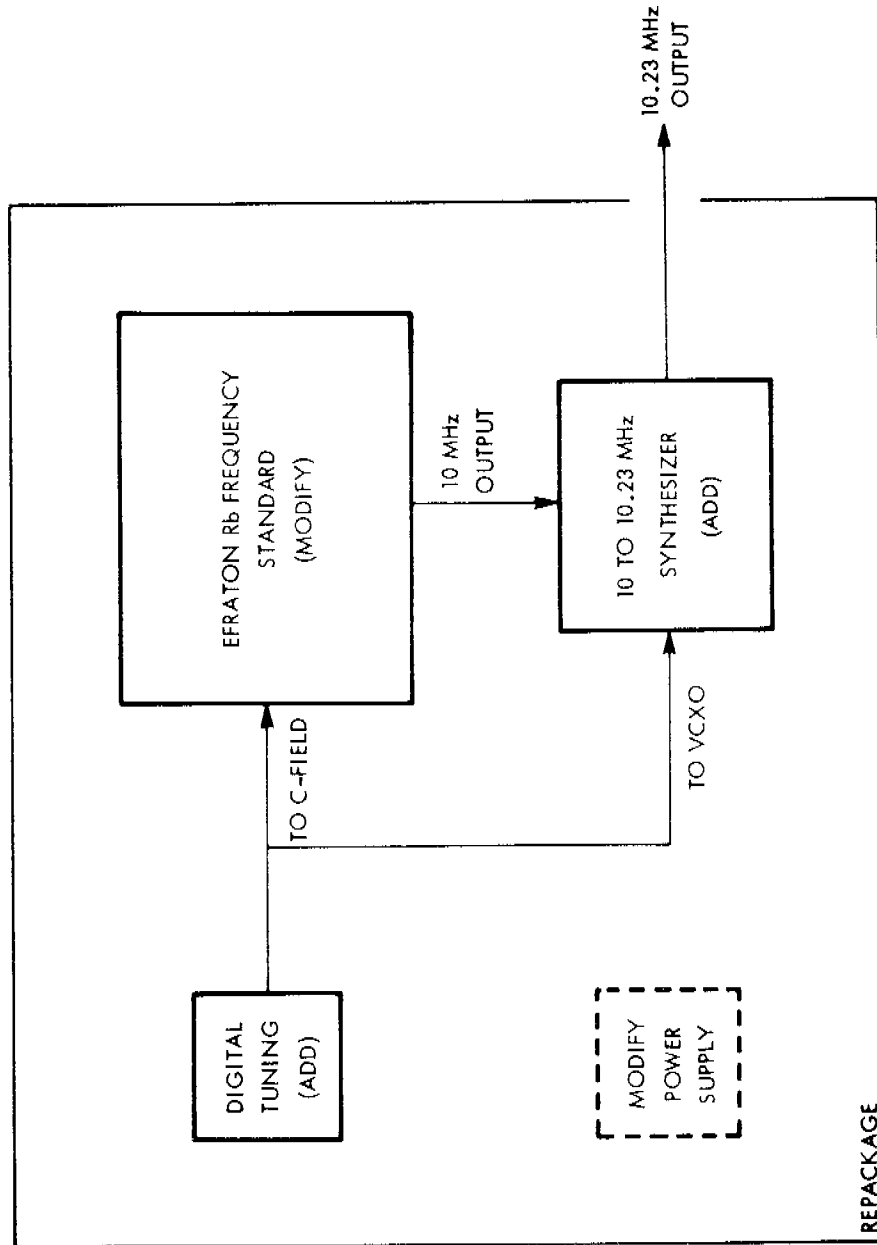 DIGITAL
TUNING
(ADD)
TO C-FIELD
EFRATON Rb FREQUENCY
STANDARD
(MODIFY)
10 MHz
OUTPUT
MODIFY
POWER
SUPPLY
TO VCXO
10 TO 10.23 MHz
SYNTHESIZER
(ADD)
10.23 MHz
OUTPUT
REPACKAGE